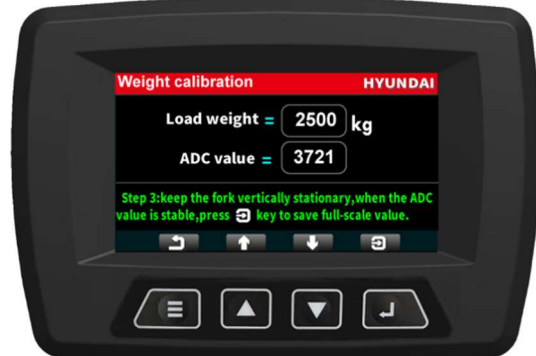 Weight calibration HYUNDAI
Load weight = 2500 kg
ADC value = 3721
Step 3:keep the fork vertically stationary,when the ADC
value is stable,press key to save full-scale value.